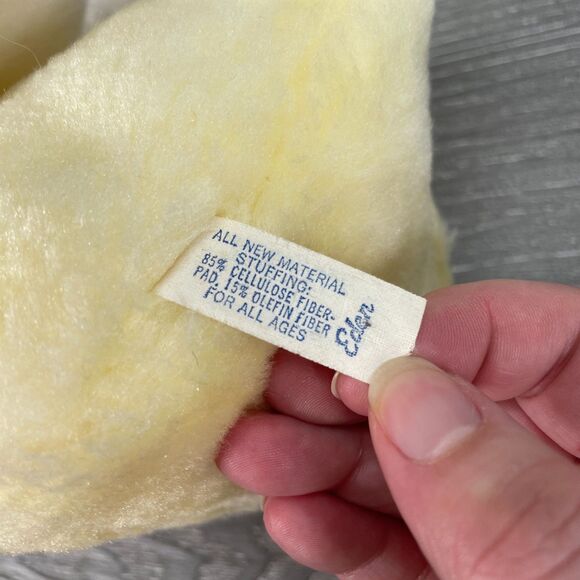 ALL NEW MATERIAL
STUFFING:
85% CELLULOSE FIBER-
PAD, 15% OLEFIN FIBER
FOR ALL AGES
Eden